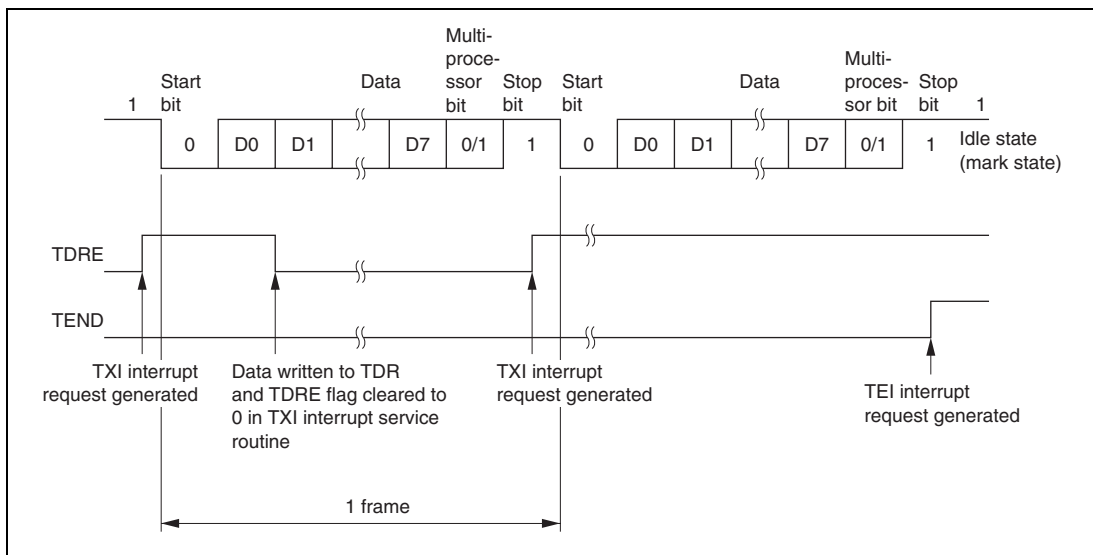 1
Start
bit
Data
Multi-
proce-
ssor
bit
Stop
bit
Start
bit
Data
Multi-
proces-
sor bit
Stop
bit
1
0
D0
D1
D7
0/1
1
0
D0
D1
D7
0/1
1
Idle state
(mark state)
TDRE
TEND
TXI interrupt
request generated
Data written to TDR
and TDRE flag cleared to
0 in TXI interrupt service
routine
TXI interrupt
request generated
TEI interrupt
request generated
1 frame